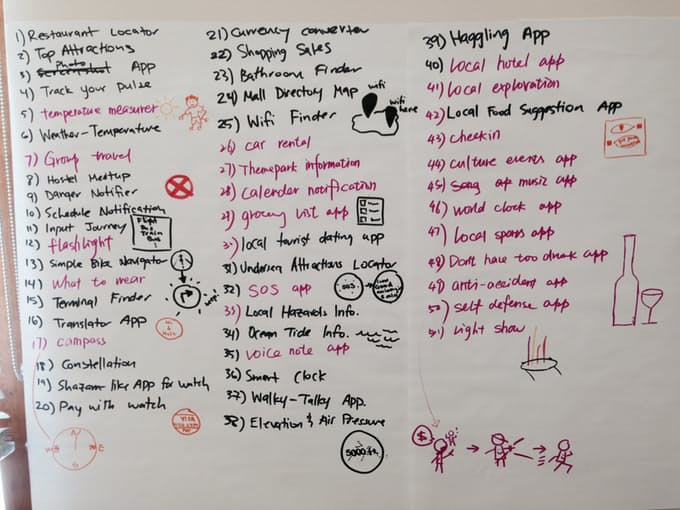 1) Restaurant Locator
2) Top Attractions
3) Photo App
4) Track your pulse
5) temperature measurer
6) Weather-Temperature
7) Group travel
8) Hostel Meetup
9) Danger Notifier
10) Schedule Notification
11) Input Journey
12) flashlight
13) Simple Bike Navigator
14) What to wear
15) Terminal Finder
16) Translator App
17) campass
18) Constellation
19) Shazam-like App for watch
20) Pay with watch
21) Currency converter
22) Shopping Sales
23) Bathroom Finder
24) Mall Directory Map
25) Wifi Finder
26) car rental
27) Themepark information
28) calender notification
29) grocery list app
30) local tourist dating app
31) Undersea Attractions Locator
32) SOS app
33) Local Hazards Info.
34) Ocean Tide Info.
35) voice note app
36) Smart Clock
37) Walky-Talky App.
38) Elevation & Air Pressure
39) Haggling App
40) local hotel app
41) local exploration
42) Local Food Suggestion App
43) checkin
44) culture events app
45) song ap music app
46) world clock app
47) local spots app
48) Dont have too drunk app
49) anti-accident app
50) self defense app
51) light show
wifi
wifi here
Train
SOS
VISA
N
E
5000 ft.
$